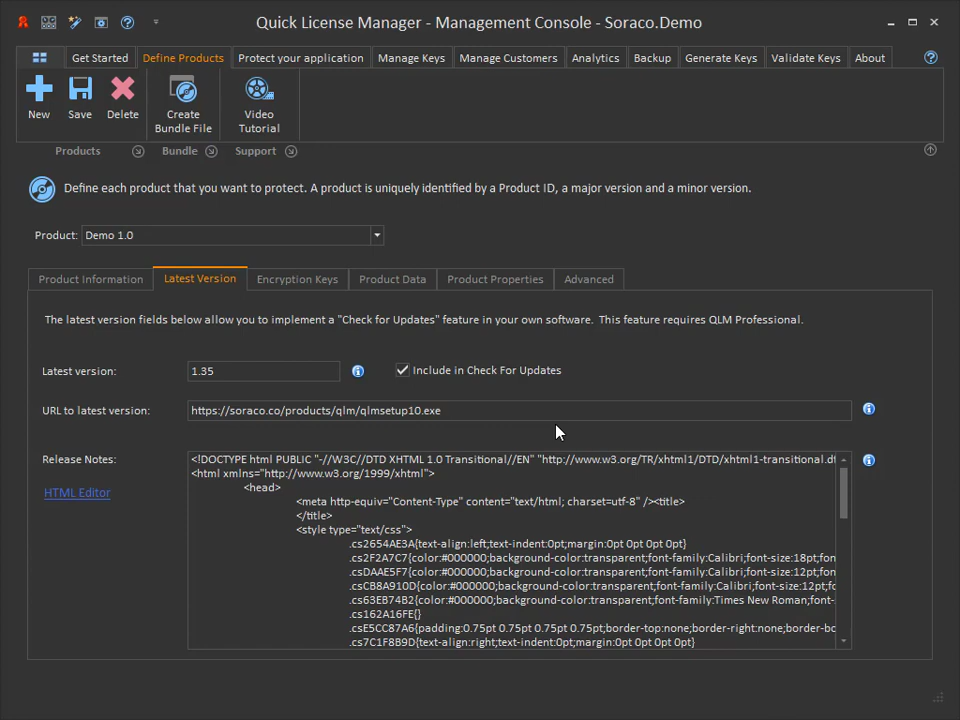 Quick License Manager - Management Console - Soraco.Demo
Get Started
Define Products
Protect your application
Manage Keys
Manage Customers
Analytics
Backup
Generate Keys
Validate Keys
About
New
Save
Delete
Create
Bundle File
Video
Tutorial
Products
Bundle
Support
Define each product that you want to protect. A product is uniquely identified by a Product ID, a major version and a minor version.
Product: Demo 1.0
Product Information
Latest Version
Encryption Keys
Product Data
Product Properties
Advanced
The latest version fields below allow you to implement a "Check for Updates" feature in your own software. This feature requires QLM Professional.
Latest version: 1.35 Include in Check For Updates
URL to latest version: https://soraco.co/products/qlm/qlmsetup10.exe
Release Notes:
HTML Editor
<!DOCTYPE html PUBLIC "-//W3C//DTD XHTML 1.0 Transitional//EN" "http://www.w3.org/TR/xhtml1/DTD/xhtml1-transitional.dt
<html xmlns="http://www.w3.org/1999/xhtml">
<head>
<meta http-equiv="Content-Type" content="text/html; charset=utf-8" /><title>
</title>
<style type="text/css">
.cs2654AE3A{text-align:left;text-indent:0pt;margin:0pt 0pt 0pt 0pt}
.cs2F2A7C7{color:#000000;background-color:transparent;font-family:Calibri;font-size:18pt;fon
.csDAAE5F7{color:#000000;background-color:transparent;font-family:Calibri;font-size:12pt;fon
.csCB8A910D{color:#000000;background-color:transparent;font-family:Calibri;font-size:12pt;fo
.cs63EB74B2{color:#000000;background-color:transparent;font-family:Times New Roman;font-
.cs162A16FE{}
.csE5CC87A6{padding:0.75pt 0.75pt 0.75pt 0.75pt;border-top:none;border-right:none;border-bo
.cs7C1F8B9D{text-align:right;text-indent:0pt;margin:0pt 0pt 0pt 0pt}